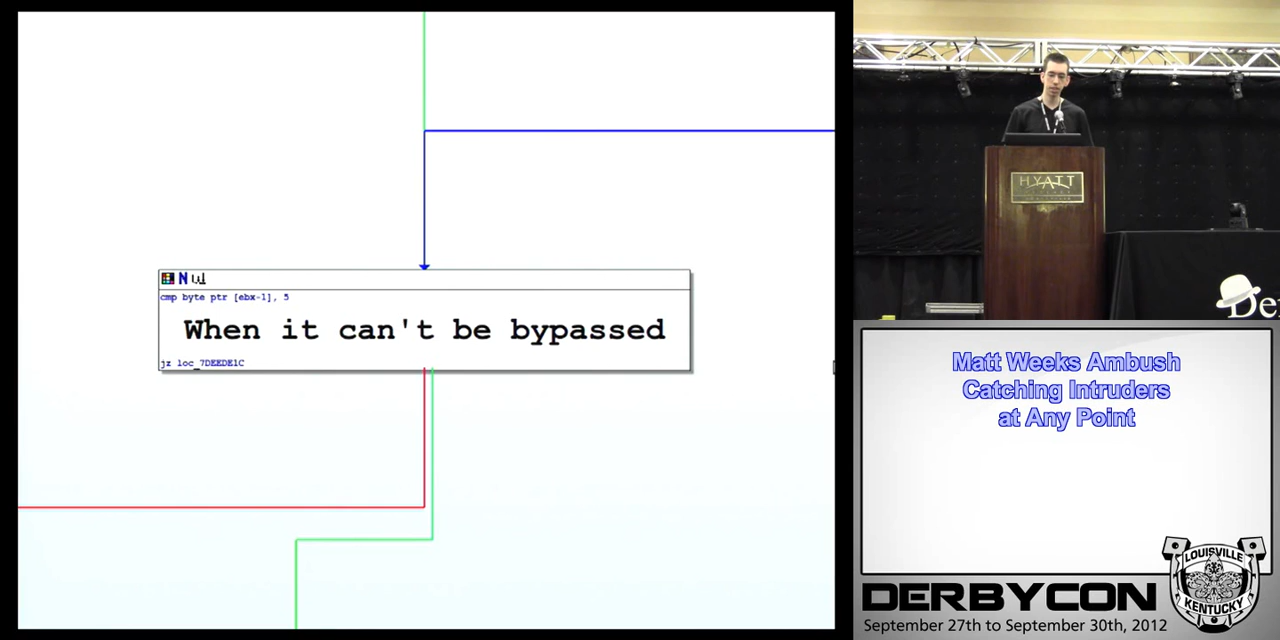 N
cmp byte ptr [ebx-1], 5
When it can't be bypassed
jz loc_7DEEDE1C
HYATT
De
Matt Weeks Ambush
Catching Intruders
at Any Point
DERBYCON
LOUISVILLE
KENTUCKY
September 27th to September 30th, 2012